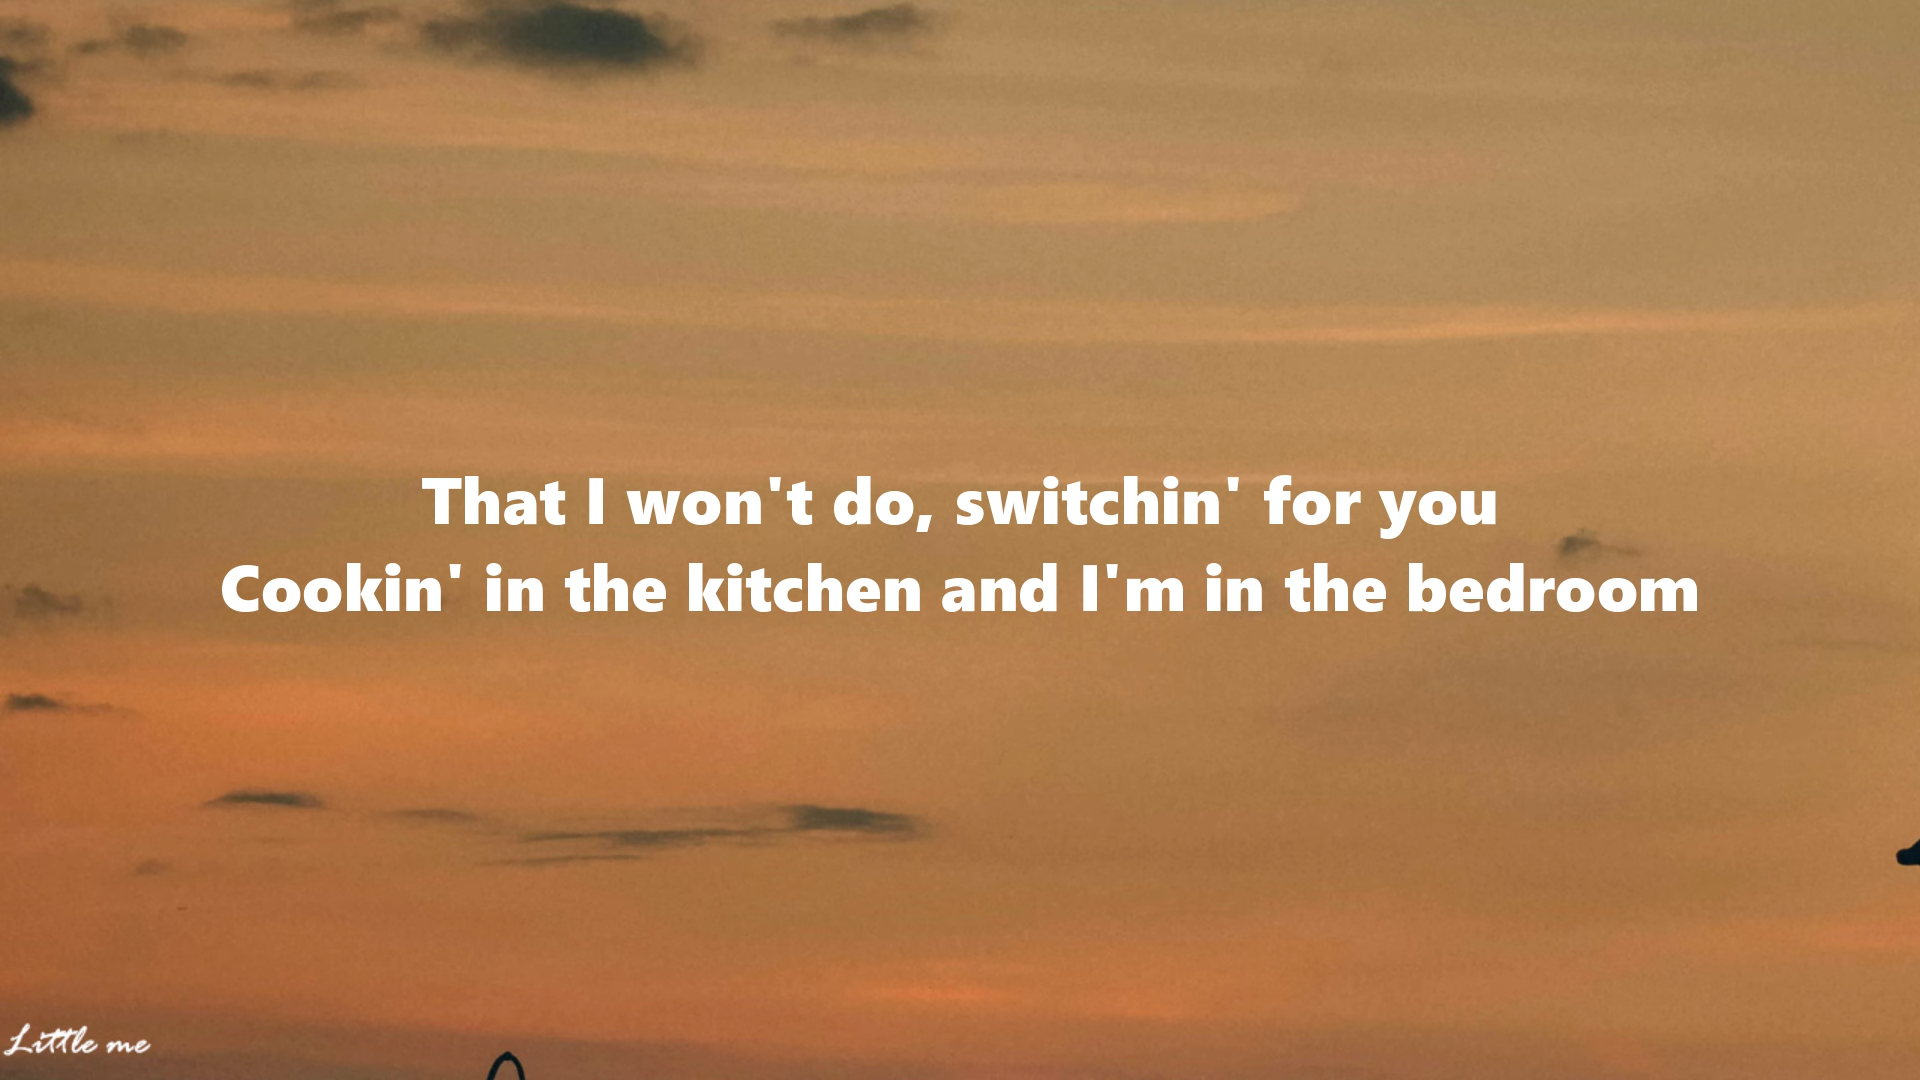 That I won't do, switchin' for you
Cookin' in the kitchen and I'm in the bedroom
Little me